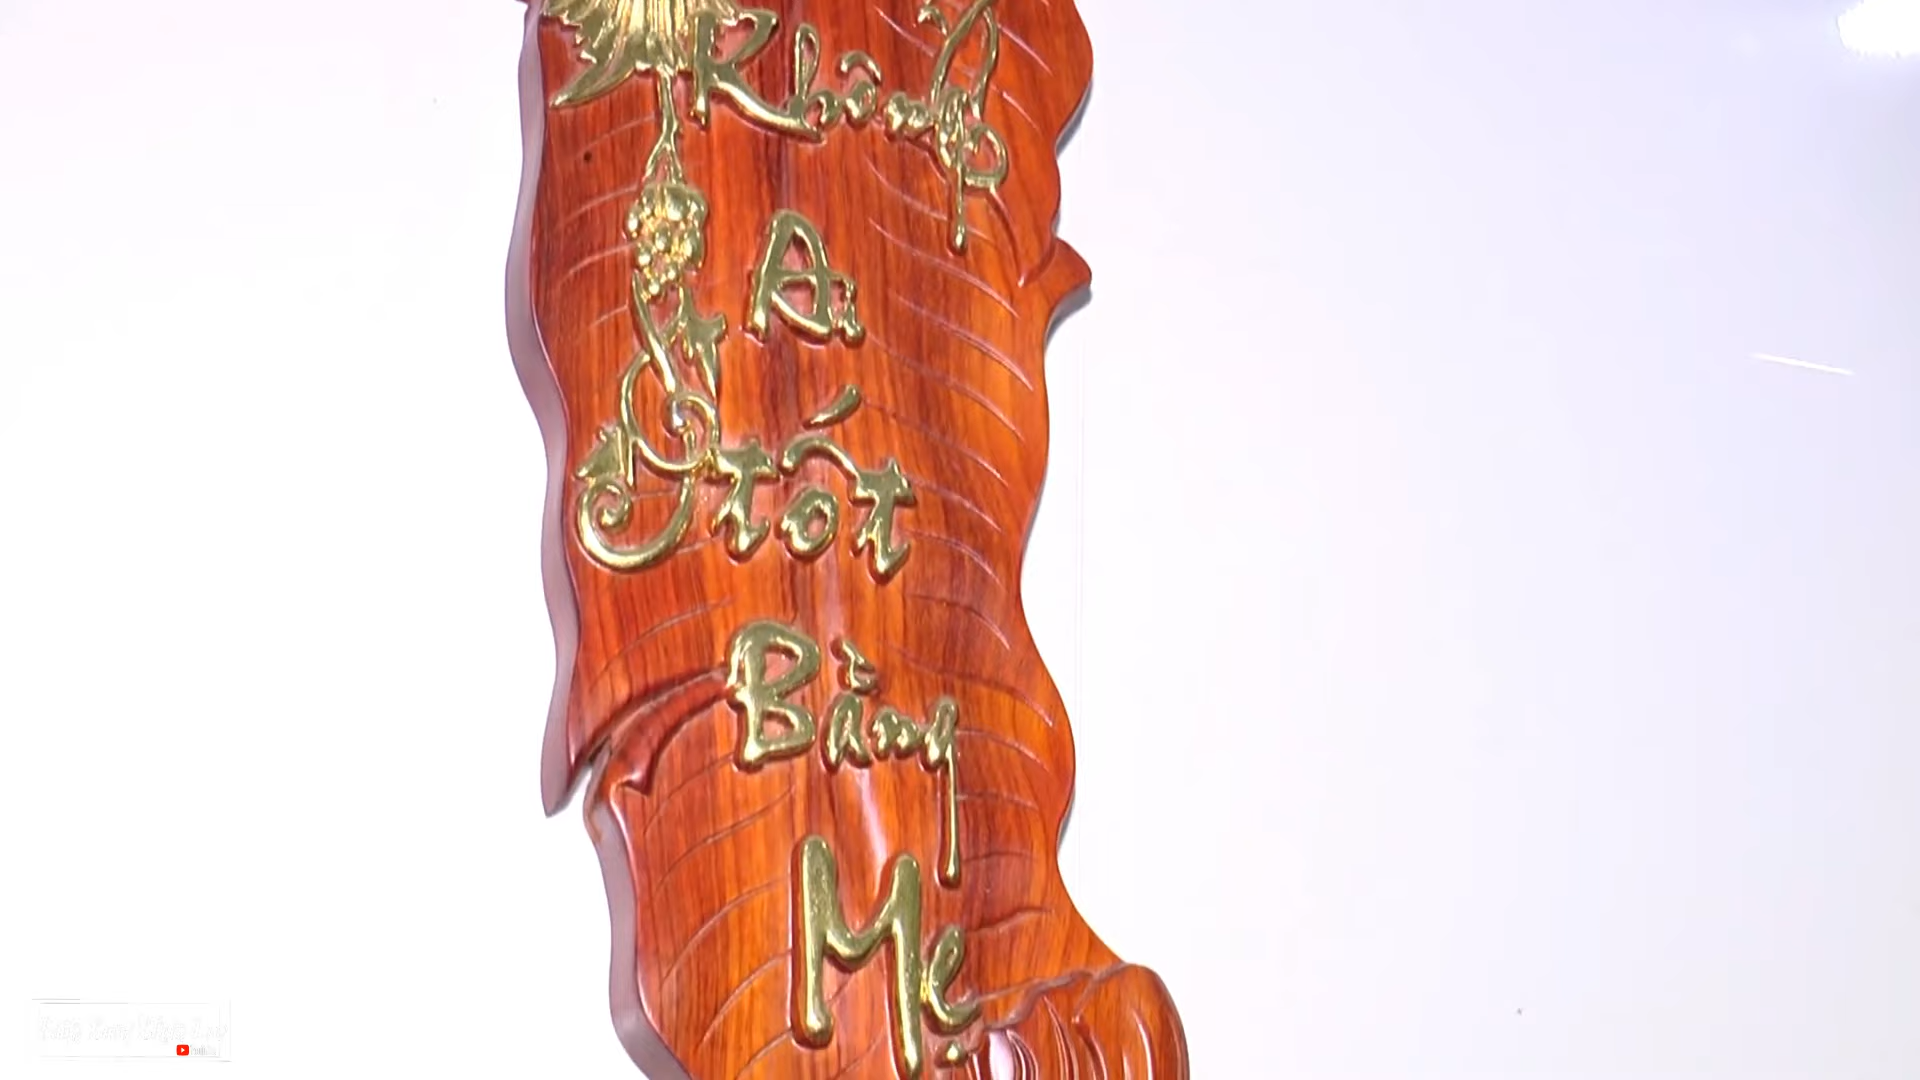 Không
Ai
tốt
Bằng
Mẹ